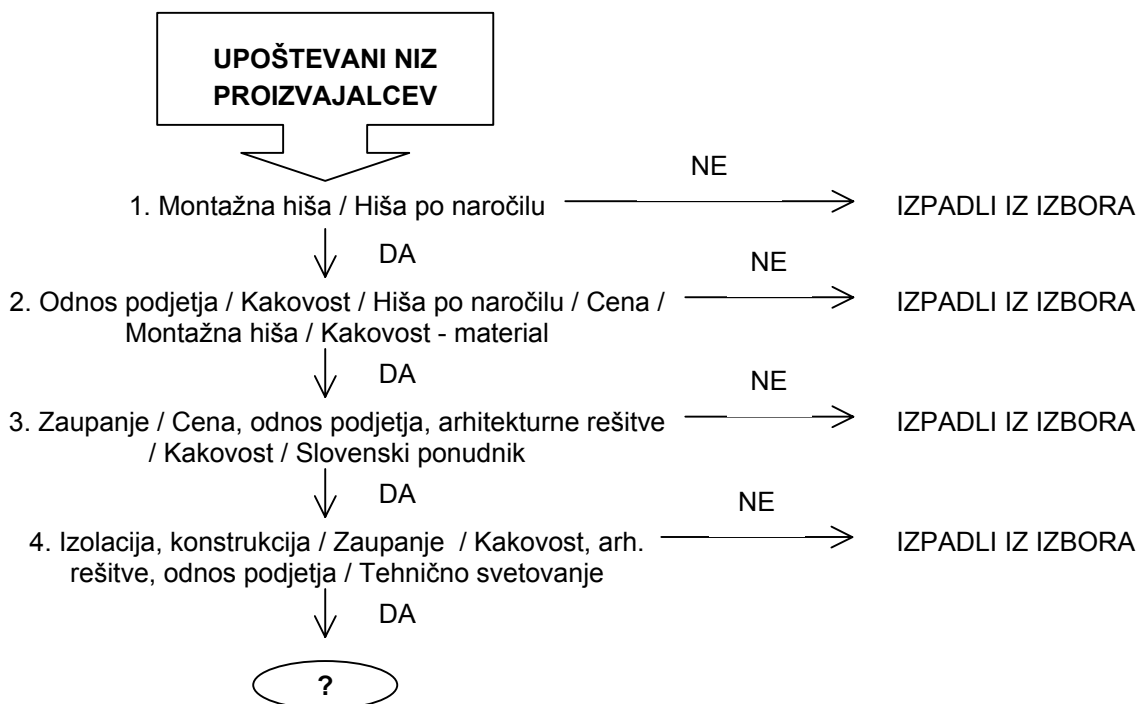 UPOŠTEVANI NIZ
PROIZVAJALCEV
NE
1. Montažna hiša / Hiša po naročilu
IZPADLI IZ IZBORA
DA
NE
2. Odnos podjetja / Kakovost / Hiša po naročilu / Cena /
Montažna hiša / Kakovost - material
IZPADLI IZ IZBORA
DA
NE
3. Zaupanje / Cena, odnos podjetja, arhitekturne rešitve
/ Kakovost / Slovenski ponudnik
IZPADLI IZ IZBORA
DA
NE
4. Izolacija, konstrukcija / Zaupanje / Kakovost, arh.
rešitve, odnos podjetja / Tehnično svetovanje
IZPADLI IZ IZBORA
DA
?